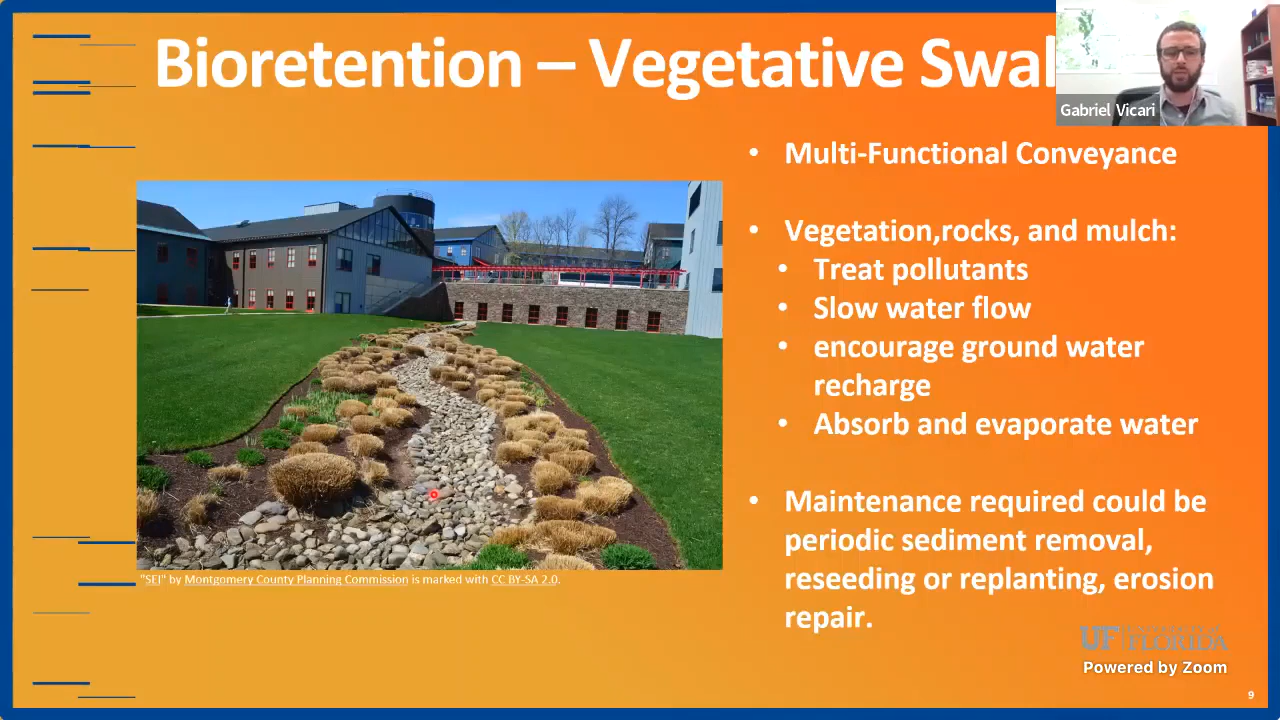 Bioretention – Vegetative Swal
Gabriel Vicari
• Multi-Functional Conveyance
• Vegetation,rocks, and mulch:
• Treat pollutants
• Slow water flow
• encourage ground water
recharge
• Absorb and evaporate water
• Maintenance required could be
periodic sediment removal,
reseeding or replanting, erosion
repair.
"SEI" by Montgomery County Planning Commission is marked with CC BY-SA 2.0.
UF UNIVERSITY of
FLORIDA
Powered by Zoom
9